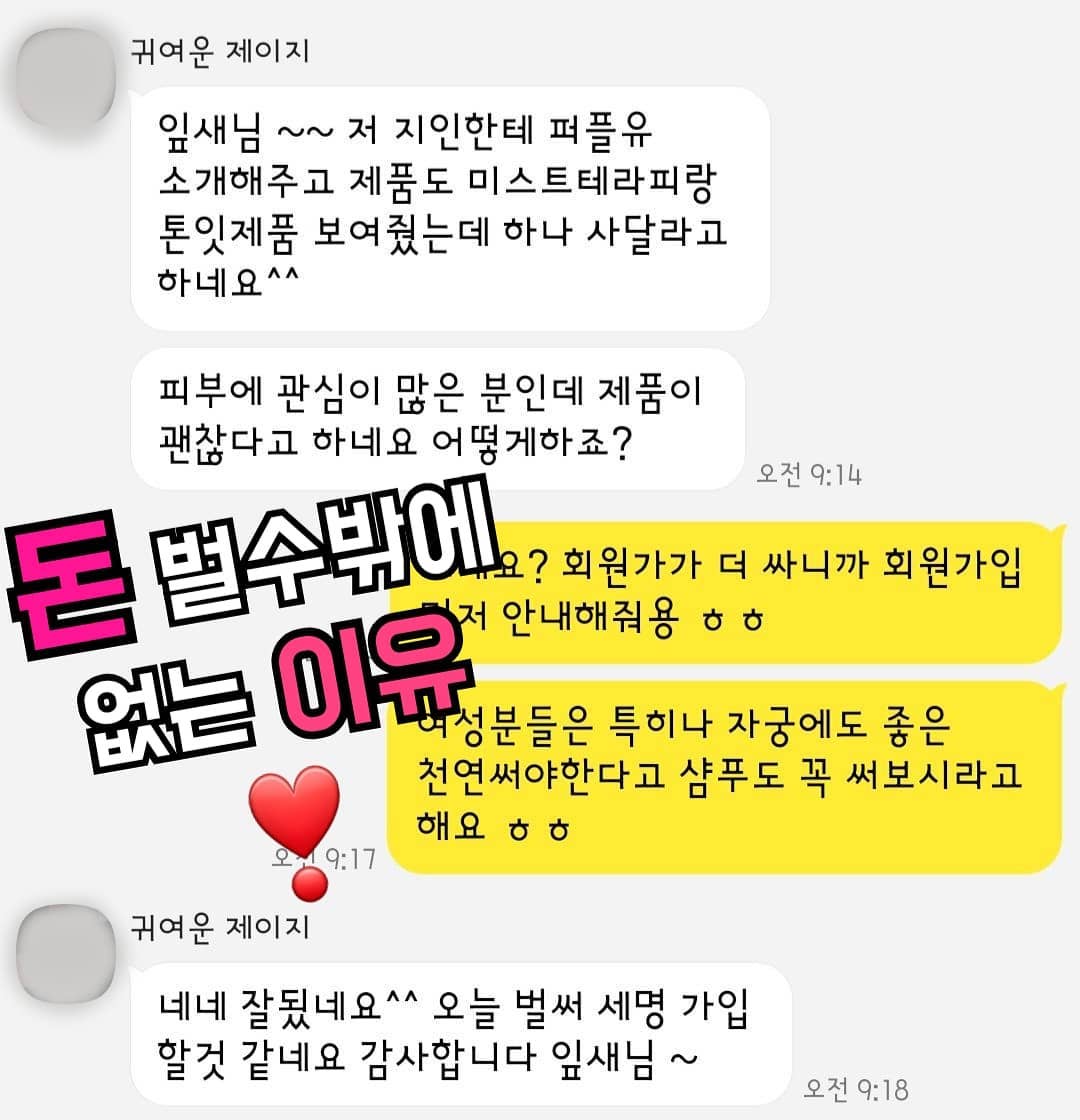 귀여운 제이지
잎새님 ~~ 저 지인한테 퍼플유
소개해주고 제품도 미스트테라피랑
톤잇제품 보여줬는데 하나 사달라고
하네요^^
피부에 관심이 많은 분인데 제품이
괜찮다고 하네요 어떻게하죠?
오전 9:14
돈 벌수밖에
없는 이유
회원가가 더 싸니까 회원가입
안내해줘용 ㅎㅎ
여성분들은 특히나 자궁에도 좋은
천연써야한다고 샴푸도 꼭 써보시라고
해요 ㅎㅎ
오전 9:17
귀여운 제이지
네네 잘됬네요^^ 오늘 벌써 세명 가입
할것 같네요 감사합니다 잎새님 ~
오전 9:18